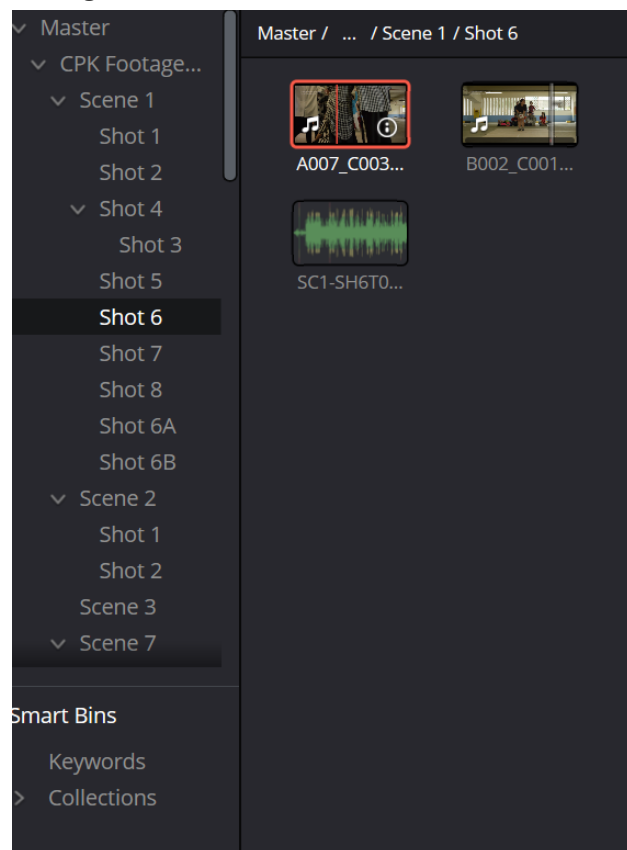 Master
CPK Footage...
Scene 1
Shot 1
Shot 2
Shot 4
Shot 3
Shot 5
Shot 6
Shot 7
Shot 8
Shot 6A
Shot 6B
Scene 2
Shot 1
Shot 2
Scene 3
Scene 7
Smart Bins
Keywords
Collections
Master / ... / Scene 1 / Shot 6
A007_C003...
B002_C001...
SC1-SH6T0...